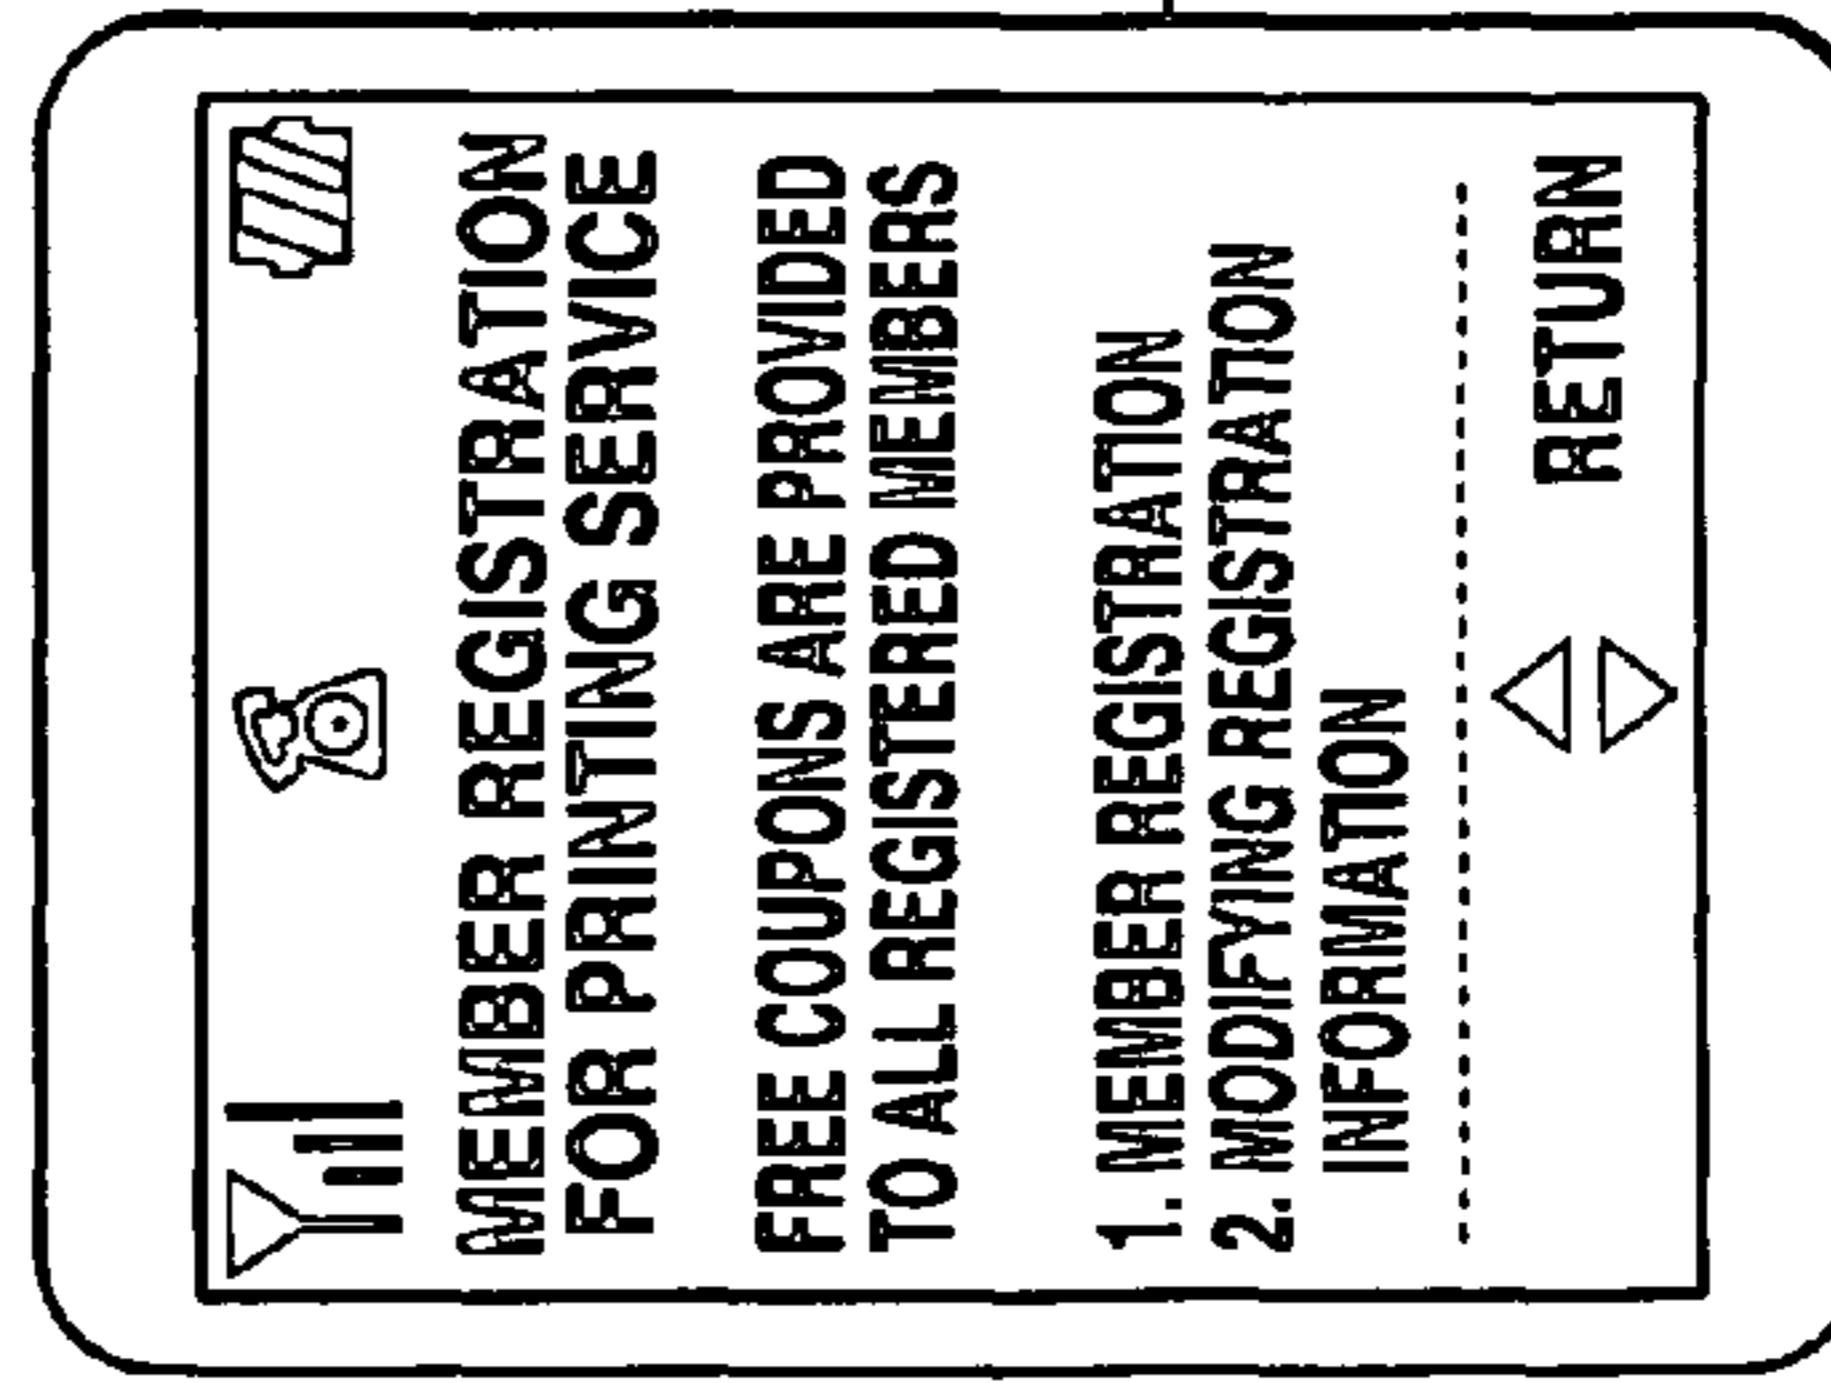 MEMBER REGISTRATION
FOR PRINTING SERVICE
FREE COUPONS ARE PROVIDED
TO ALL REGISTERED MEMBERS
1. MEMBER REGISTRATION
2. MODIFYING REGISTRATION
INFORMATION
RETURN